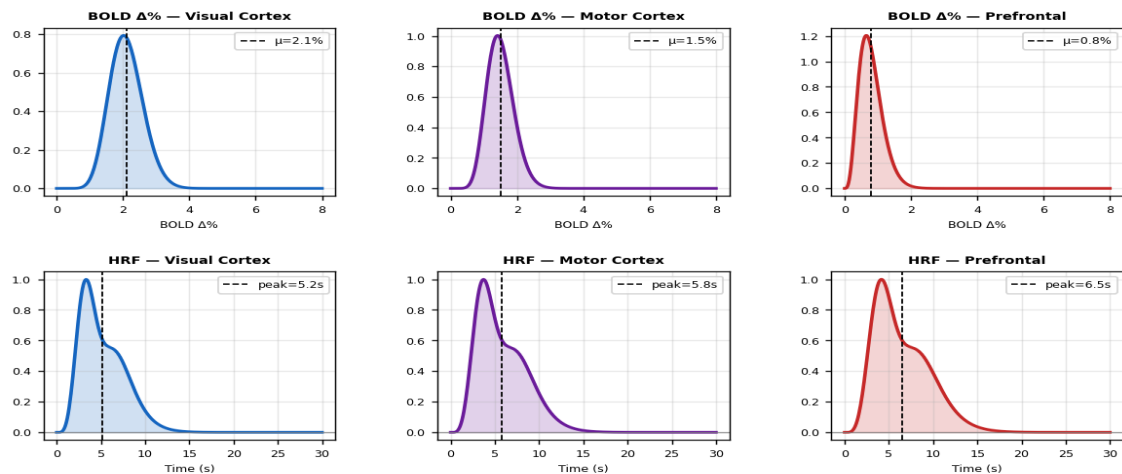 BOLD Δ% — Visual Cortex
μ=2.1%
0.8
0.6
0.4
0.2
0.0
0 2 4 6 8
BOLD Δ%
BOLD Δ% — Motor Cortex
μ=1.5%
1.0
0.8
0.6
0.4
0.2
0.0
0 2 4 6 8
BOLD Δ%
BOLD Δ% — Prefrontal
μ=0.8%
1.2
1.0
0.8
0.6
0.4
0.2
0.0
0 2 4 6 8
BOLD Δ%
HRF — Visual Cortex
peak=5.2s
1.0
0.8
0.6
0.4
0.2
0.0
0 5 10 15 20 25 30
Time (s)
HRF — Motor Cortex
peak=5.8s
1.0
0.8
0.6
0.4
0.2
0.0
0 5 10 15 20 25 30
Time (s)
HRF — Prefrontal
peak=6.5s
1.0
0.8
0.6
0.4
0.2
0.0
0 5 10 15 20 25 30
Time (s)